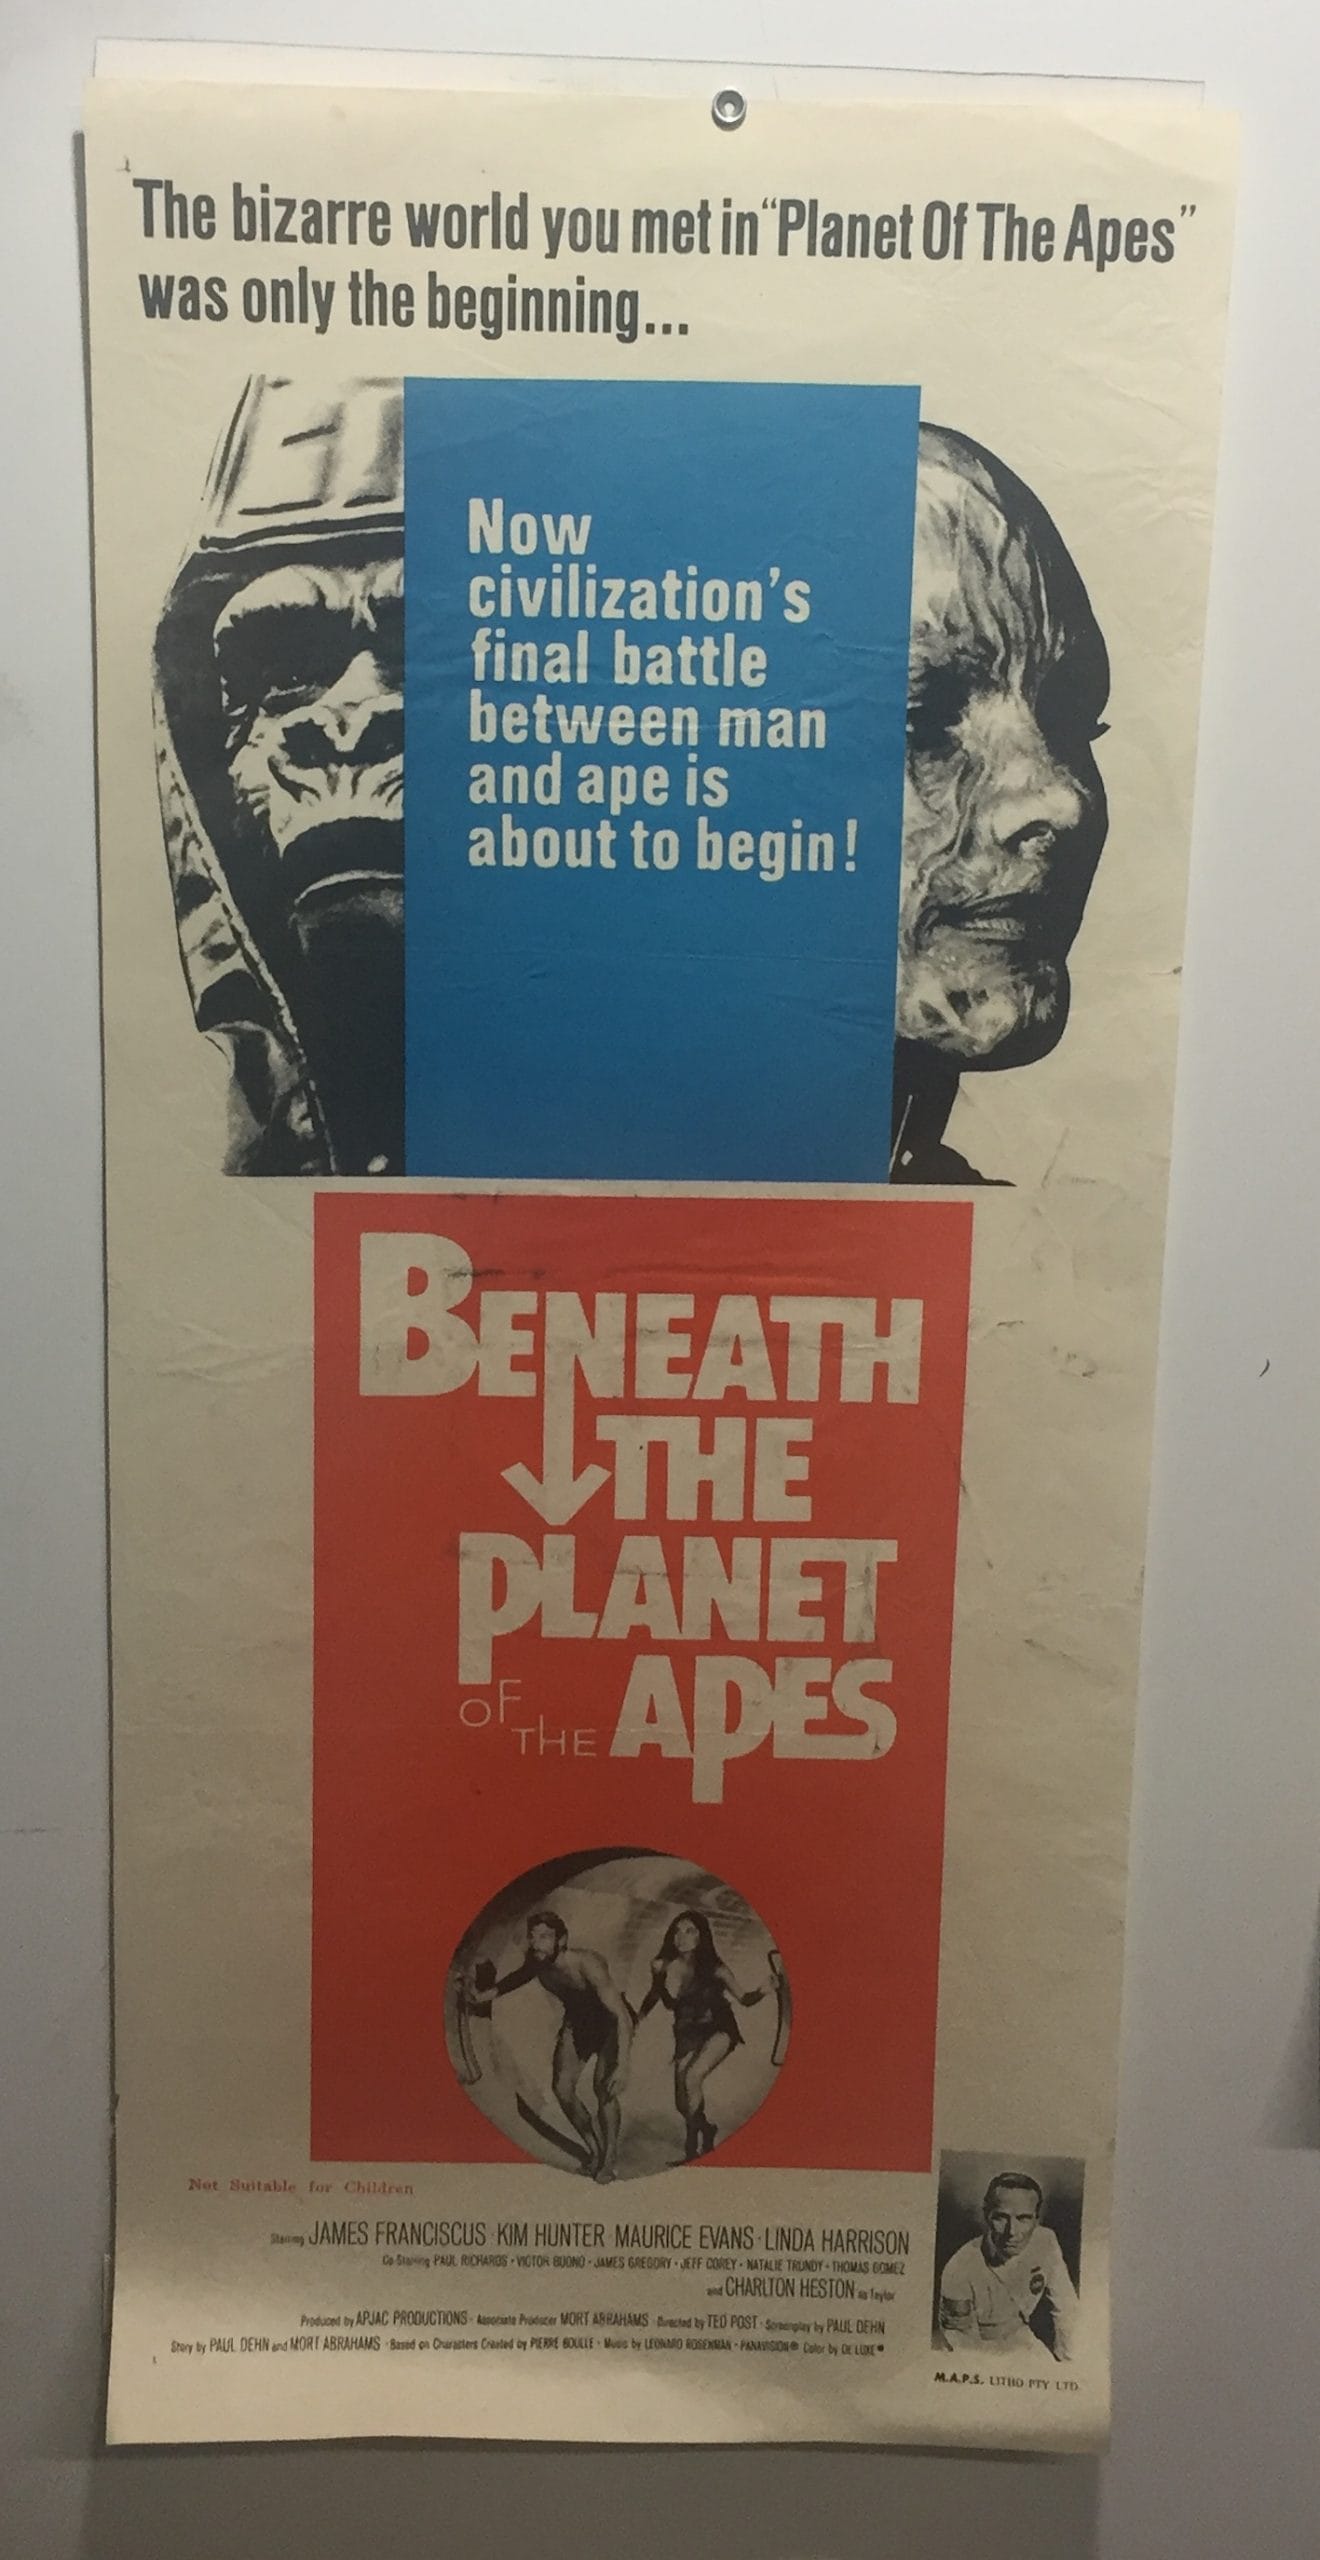 The bizarre world you met in “Planet Of The Apes”
was only the beginning...
Now
civilization’s
final battle
between man
and ape is
about to begin!
BENEATH
THE
PLANET
OF THE APES
Not Suitable for Children
Starring JAMES FRANCISCUS · KIM HUNTER · MAURICE EVANS · LINDA HARRISON
Co-Starring PAUL RICHARDS · VICTOR BUONO · JAMES GREGORY · JEFF COREY · NATALIE TRUNDY · THOMAS GOMEZ
and CHARLTON HESTON as Taylor
Produced by APJAC PRODUCTIONS · Associate Producer MORT ABRAHAMS · Directed by TED POST · Screenplay by PAUL DEHN
Story by PAUL DEHN and MORT ABRAHAMS · Based on Characters Created by PIERRE BOULLE · Music by LEONARD ROSENMAN · PANAVISION® Color by DE LUXE®
M.A.P.S. LITHO PTY LTD